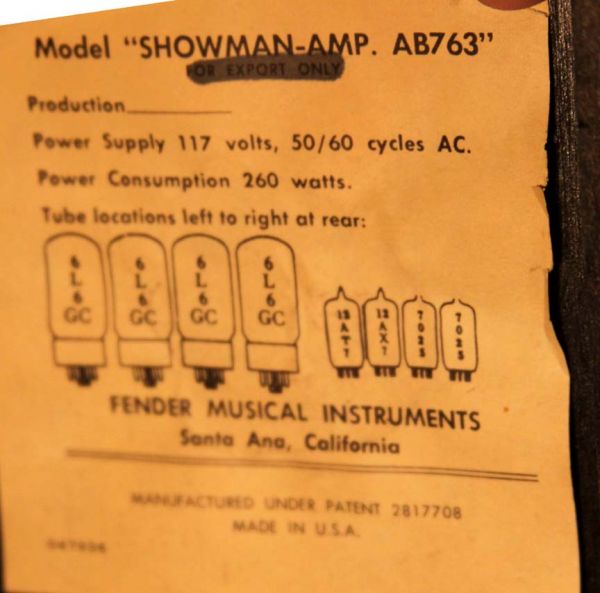 Model "SHOWMAN-AMP. AB763"
FOR EXPORT ONLY
Production
Power Supply 117 volts, 50/60 cycles AC.
Power Consumption 260 watts.
Tube locations left to right at rear:
6L6GC 6L6GC 6L6GC 6L6GC 12AT7 12AX7 7025 7025
FENDER MUSICAL INSTRUMENTS
Santa Ana, California
MANUFACTURED UNDER PATENT 2817708
MADE IN U.S.A.